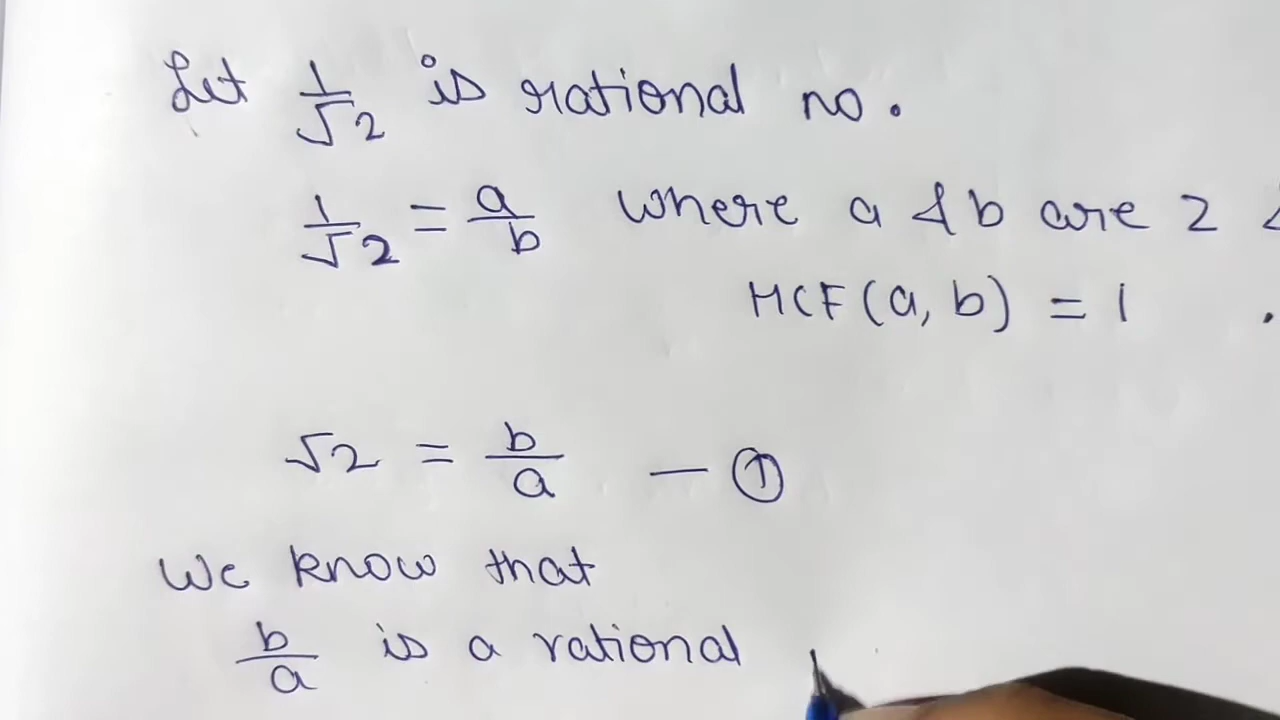 Let 1/√2 is rational no.
1/√2 = a/b where a & b are 2
HCF(a, b) = 1 .
√2 = b/a — ①
We know that
b/a is a rational